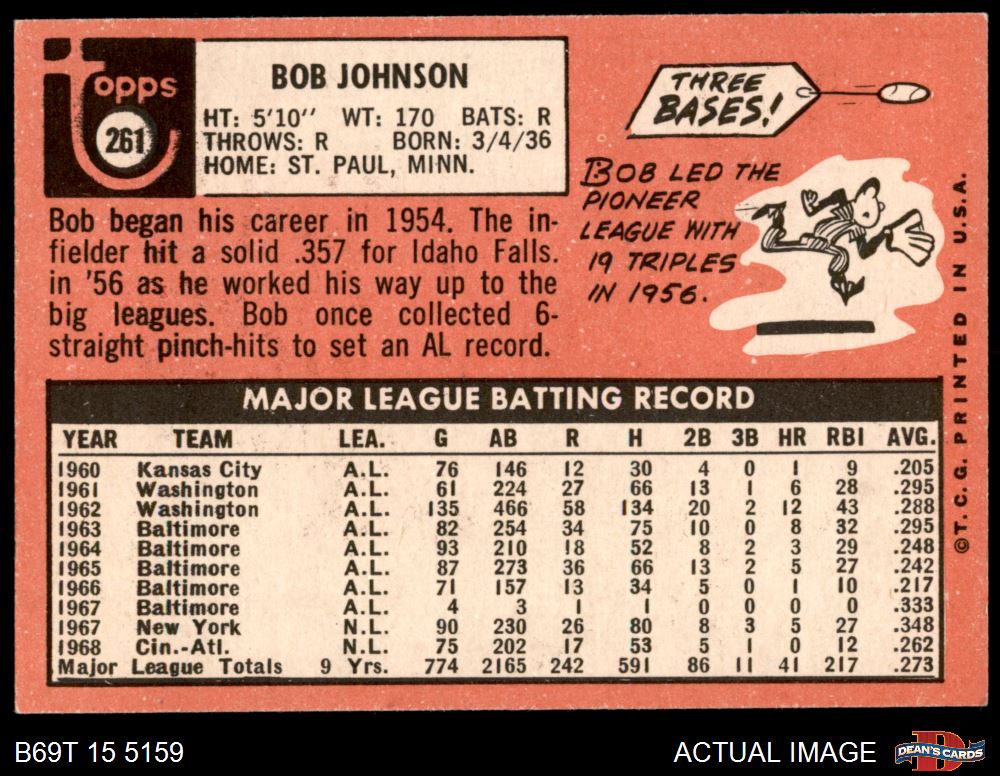 Topps
261
BOB JOHNSON
HT: 5'10'' WT: 170 BATS: R
THROWS: R BORN: 3/4/36
HOME: ST. PAUL, MINN.
THREE
BASES!
Bob began his career in 1954. The in-
fielder hit a solid .357 for Idaho Falls.
in '56 as he worked his way up to the
big leagues. Bob once collected 6-
straight pinch-hits to set an AL record.
BOB LED THE
PIONEER
LEAGUE WITH
19 TRIPLES
IN 1956.
MAJOR LEAGUE BATTING RECORD
YEAR TEAM LEA. G AB R H 2B 3B HR RBI AVG.
1960 Kansas City A.L. 76 146 12 30 4 0 1 9 .205
1961 Washington A.L. 61 224 27 66 13 1 6 28 .295
1962 Washington A.L. 135 466 58 134 20 2 12 43 .288
1963 Baltimore A.L. 82 254 34 75 10 0 8 32 .295
1964 Baltimore A.L. 93 210 18 52 8 2 3 29 .248
1965 Baltimore A.L. 87 273 36 66 13 2 5 27 .242
1966 Baltimore A.L. 71 157 13 34 5 0 1 10 .217
1967 Baltimore A.L. 4 3 1 1 0 0 0 0 .333
1967 New York N.L. 90 230 26 80 8 3 5 27 .348
1968 Cin.-Atl. N.L. 75 202 17 53 5 1 0 12 .262
Major League Totals 9 Yrs. 774 2165 242 591 86 11 41 217 .273
©T.C.G. PRINTED IN U.S.A.
B69T 15 5159
ACTUAL IMAGE
DEAN'S CARDS